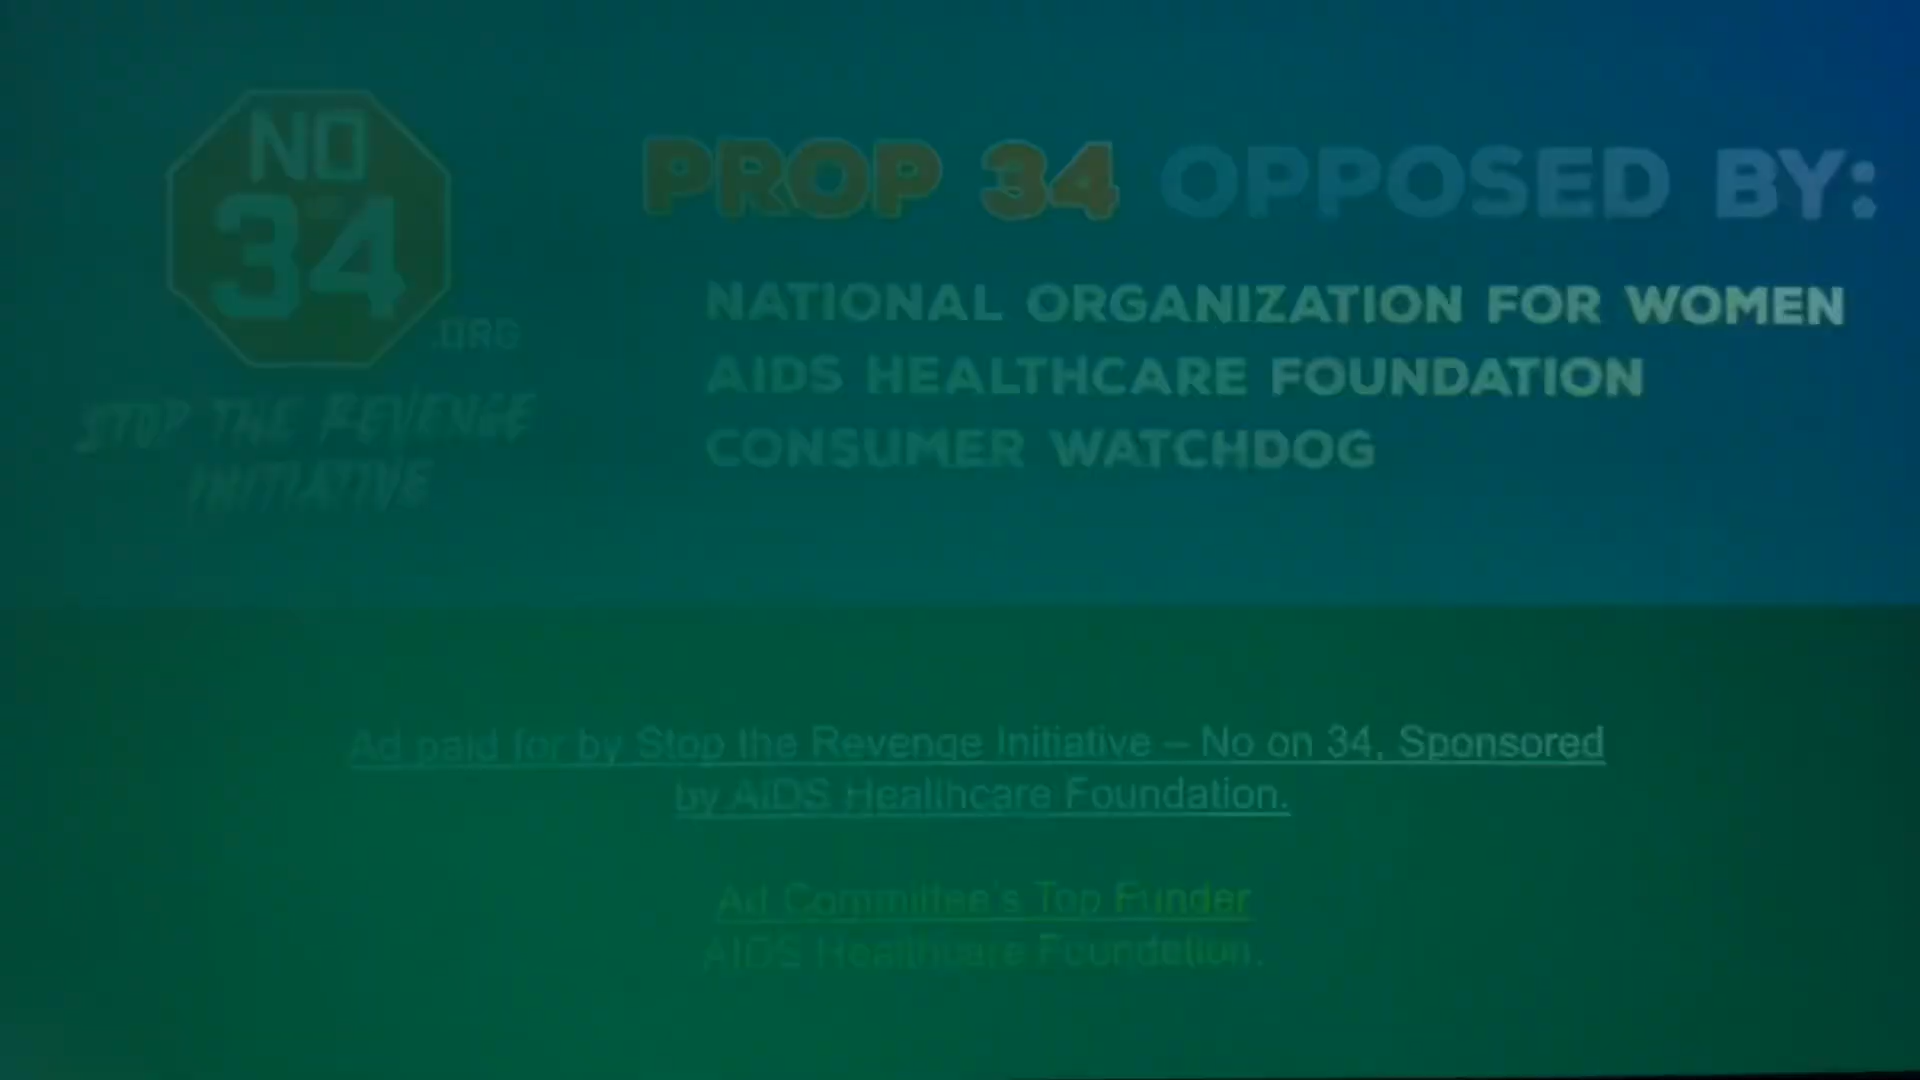 NO
34
.ORG
STOP THE REVENGE
INITIATIVE
PROP 34 OPPOSED BY:
NATIONAL ORGANIZATION FOR WOMEN
AIDS HEALTHCARE FOUNDATION
CONSUMER WATCHDOG
Ad paid for by Stop the Revenge Initiative – No on 34, Sponsored
by AIDS Healthcare Foundation.
Ad Committee's Top Funder
AIDS Healthcare Foundation.